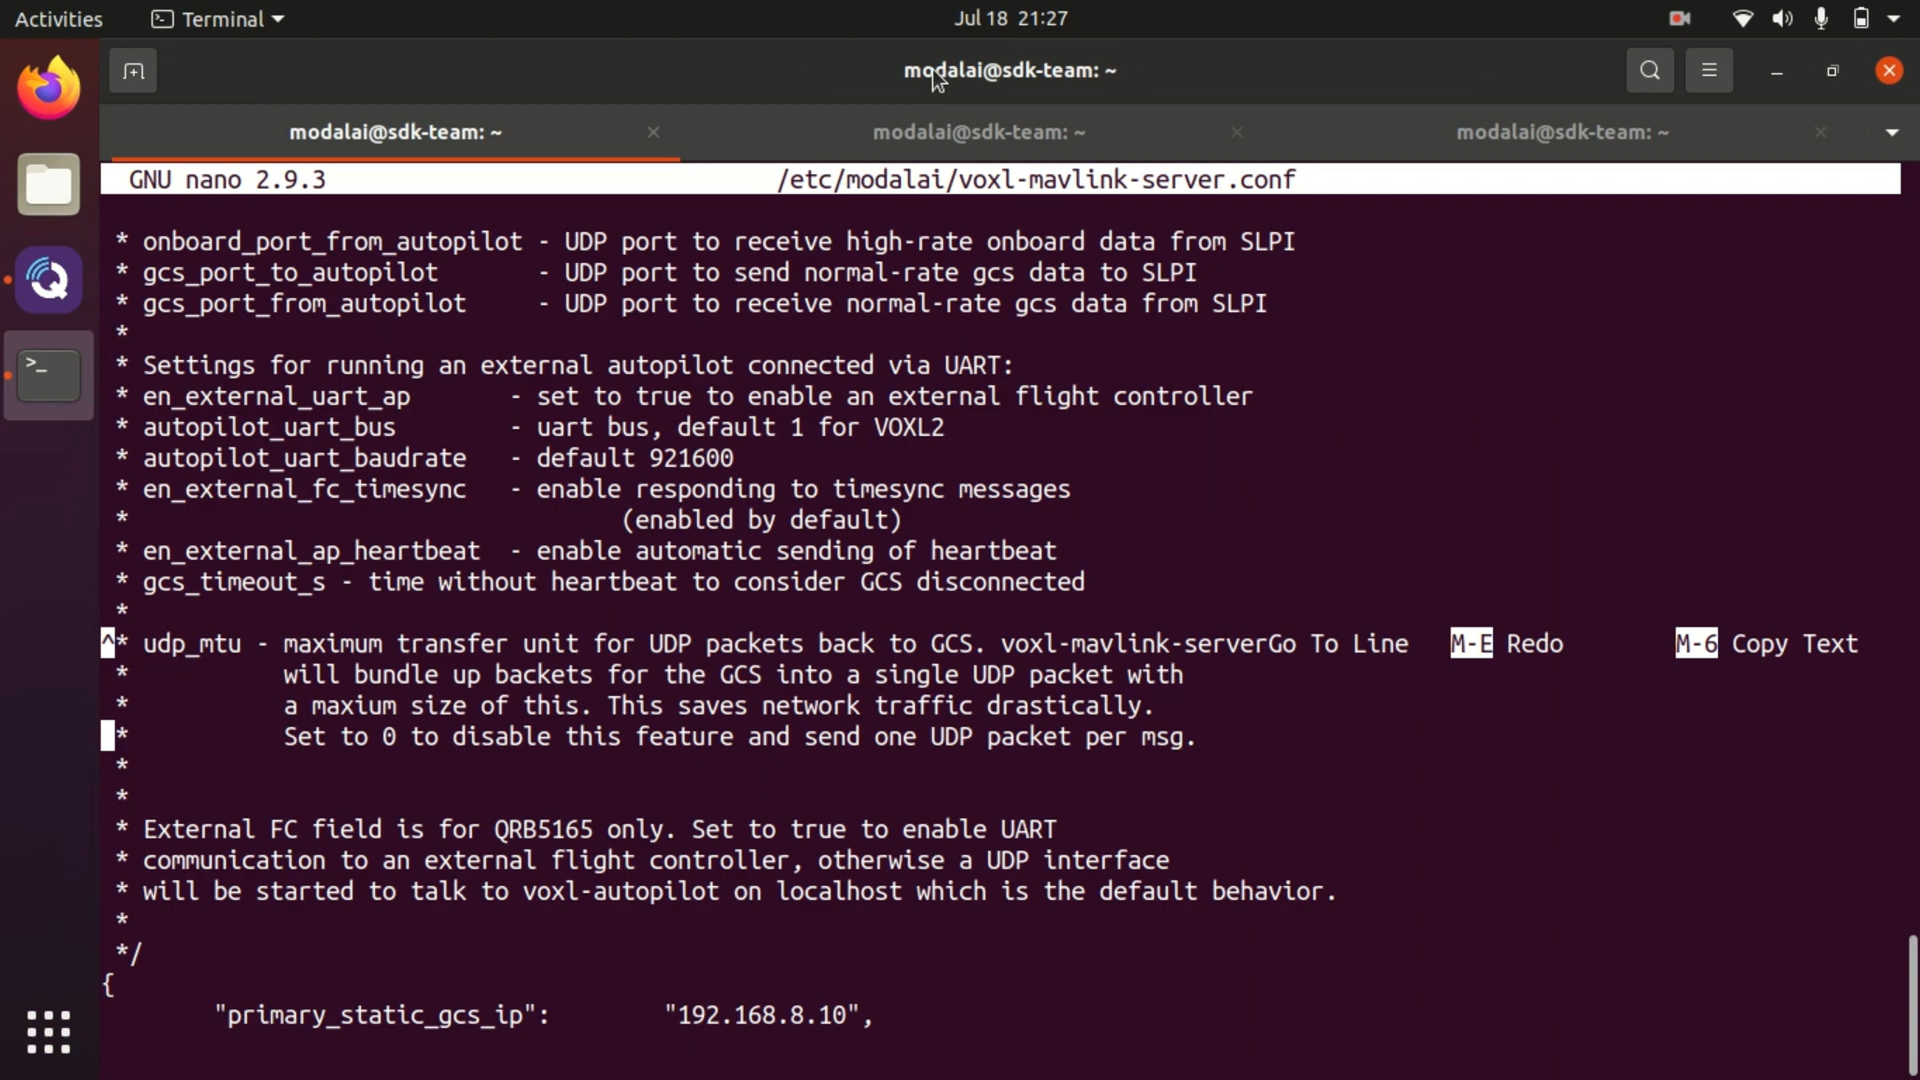 Activities Terminal Jul 18 21:27
modalai@sdk-team: ~
modalai@sdk-team: ~ modalai@sdk-team: ~ modalai@sdk-team: ~
GNU nano 2.9.3 /etc/modalai/voxl-mavlink-server.conf
* onboard_port_from_autopilot - UDP port to receive high-rate onboard data from SLPI
* gcs_port_to_autopilot - UDP port to send normal-rate gcs data to SLPI
* gcs_port_from_autopilot - UDP port to receive normal-rate gcs data from SLPI
*
* Settings for running an external autopilot connected via UART:
* en_external_uart_ap - set to true to enable an external flight controller
* autopilot_uart_bus - uart bus, default 1 for VOXL2
* autopilot_uart_baudrate - default 921600
* en_external_fc_timesync - enable responding to timesync messages
* (enabled by default)
* en_external_ap_heartbeat - enable automatic sending of heartbeat
* gcs_timeout_s - time without heartbeat to consider GCS disconnected
*
^* udp_mtu - maximum transfer unit for UDP packets back to GCS. voxl-mavlink-serverGo To Line M-E Redo M-6 Copy Text
* will bundle up backets for the GCS into a single UDP packet with
* a maxium size of this. This saves network traffic drastically.
* Set to 0 to disable this feature and send one UDP packet per msg.
*
*
* External FC field is for QRB5165 only. Set to true to enable UART
* communication to an external flight controller, otherwise a UDP interface
* will be started to talk to voxl-autopilot on localhost which is the default behavior.
*
*/
{
"primary_static_gcs_ip": "192.168.8.10",